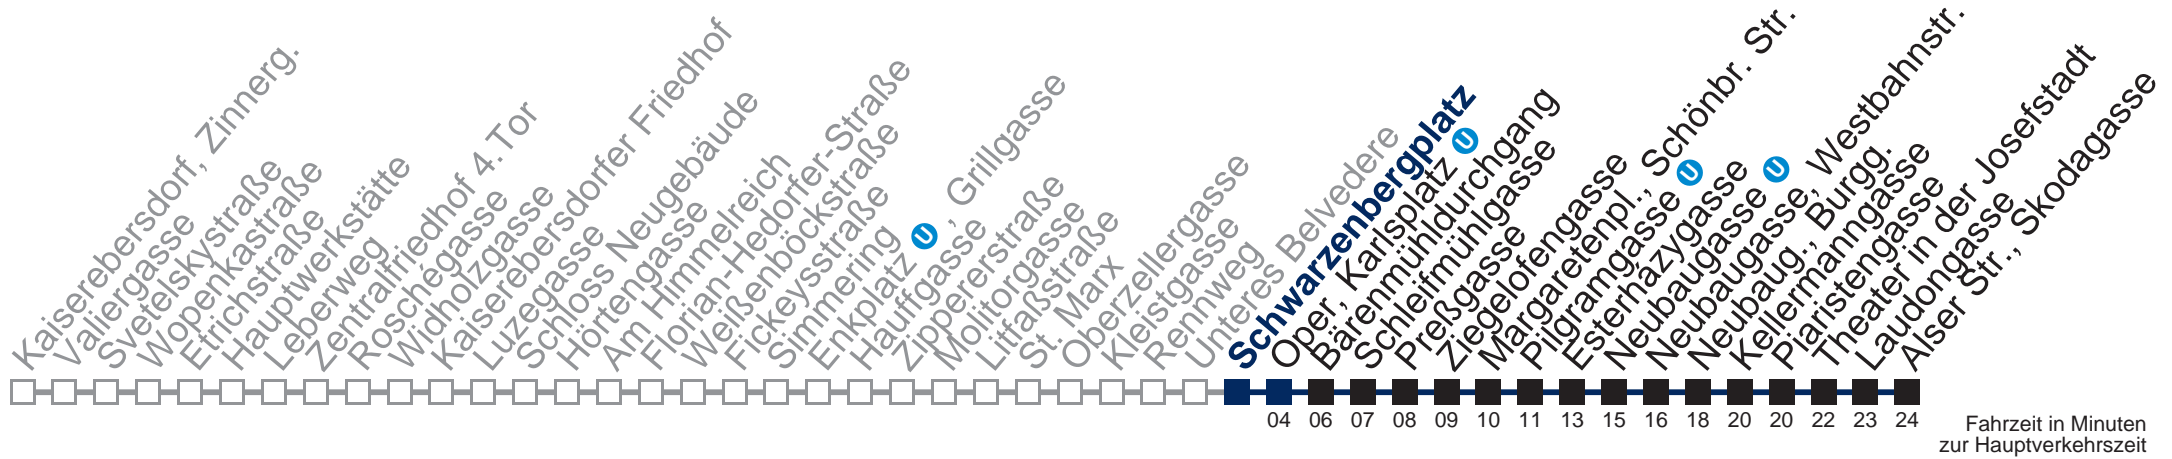 Kaiserebersdorf, Zinnerg.
Valiergasse
Svetelskystraße
Wopenkastraße
Etrichstraße
Hauptwerkstätte
Leberweg
Zentralfriedhof 4.Tor
Roschégasse
Widholzgasse
Kaiserebersdorfer Friedhof
Luzegasse
Schloss Neugebäude
Hörtengasse
Am Himmelreich
Florian-Hedorfer-Straße
Weißenböckstraße
Fickeysstraße
Simmering
Enkplatz U, Grillgasse
Hauffgasse
Zippererstraße
Molitorgasse
Litfaßstraße
St. Marx
Oberzellergasse
Kleistgasse
Rennweg
Unteres Belvedere
Schwarzenbergplatz
Oper, Karlsplatz U
Bärenmühldurchgang
Schleifmühlgasse
Preßgasse
Ziegelofengasse
Margaretenpl., Schönbr. Str.
Pilgramgasse U
Esterházygasse
Neubaugasse U
Neubaugasse, Westbahnstr.
Neubaug., Burgg.
Kellermanngasse
Piaristengasse
Theater in der Josefstadt
Laudongasse
Alser Str., Skodagasse
04 06 07 08 09 10 11 13 15 16 18 20 20 22 23 24
Fahrzeit in Minuten
zur Hauptverkehrszeit